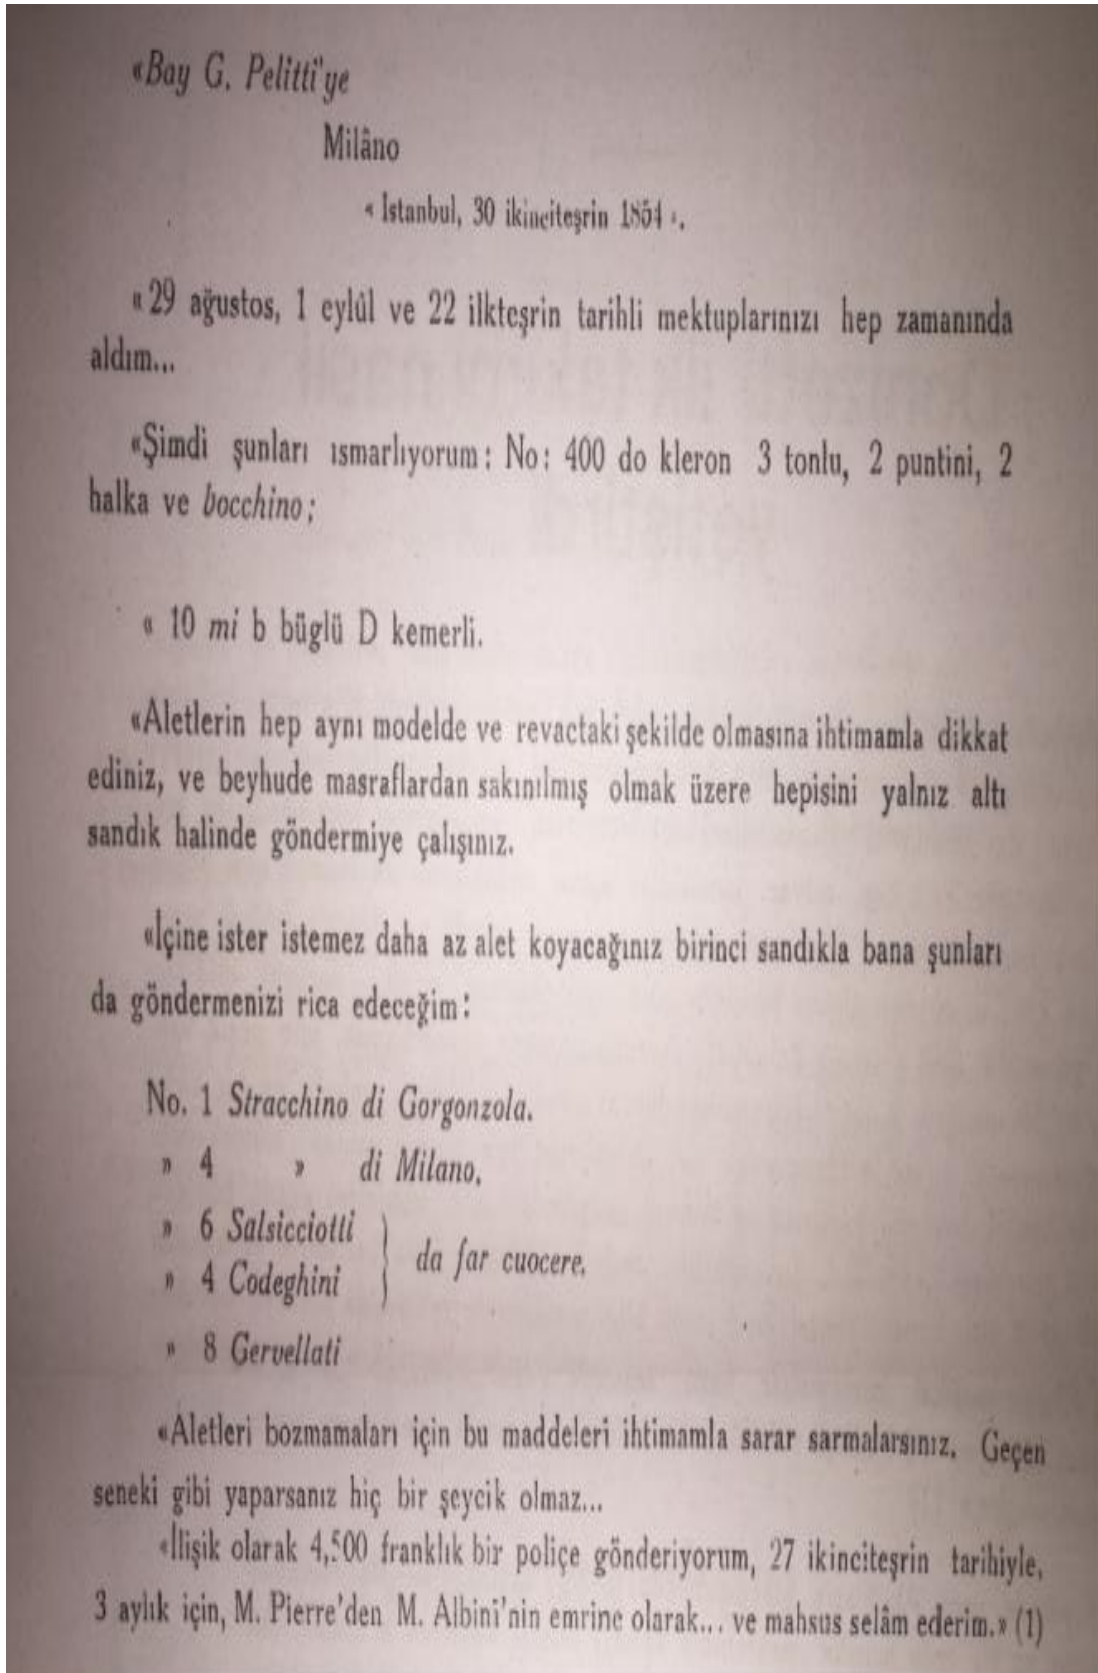 «Bay G. Pelitti'ye
Milâno
« İstanbul, 30 ikinciteşrin 1854 ».
« 29 ağustos, 1 eylûl ve 22 ilkteşrin tarihli mektuplarınızı hep zamanında
aldım...
«Şimdi şunları ısmarlıyorum: No: 400 do kleron 3 tonlu, 2 puntini, 2
halka ve bocchino;
« 10 mi b büglü D kemerli.
«Aletlerin hep aynı modelde ve revactaki şekilde olmasına ihtimamla dikkat
ediniz, ve beyhude masraflardan sakınılmış olmak üzere hepisini yalnız altı
sandık halinde göndermiye çalışınız.
«İçine ister istemez daha az alet koyacağınız birinci sandıkla bana şunları
da göndermenizi rica edeceğim:
No. 1 Stracchino di Gorgonzola.
» 4 » di Milano,
» 6 Salsicciotti
» 4 Codeghini } da far cuocere.
» 8 Gervellati
«Aletleri bozmamaları için bu maddeleri ihtimamla sarar sarmalarsınız. Geçen
seneki gibi yaparsanız hiç bir şeycik olmaz...
«İlişik olarak 4,500 franklık bir poliçe gönderiyorum, 27 ikinciteşrin tarihiyle,
3 aylık için, M. Pierre'den M. Albini'nin emrine olarak... ve mahsus selâm ederim.» (1)